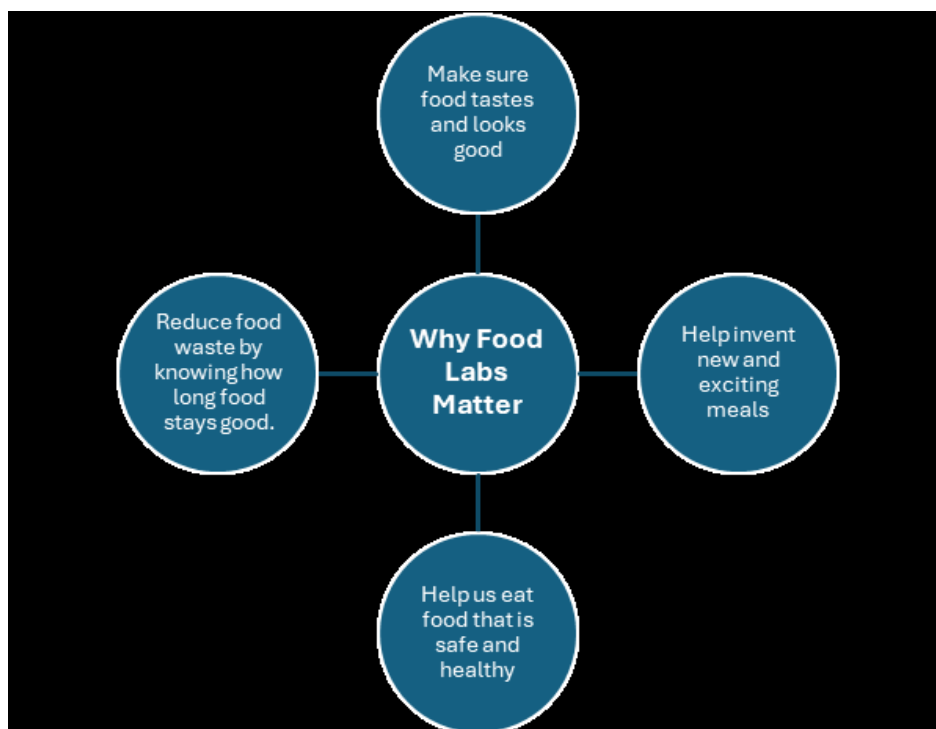 Make sure
food tastes
and looks
good
Reduce food
waste by
knowing how
long food
stays good.
Why Food
Labs
Matter
Help invent
new and
exciting
meals
Help us eat
food that is
safe and
healthy